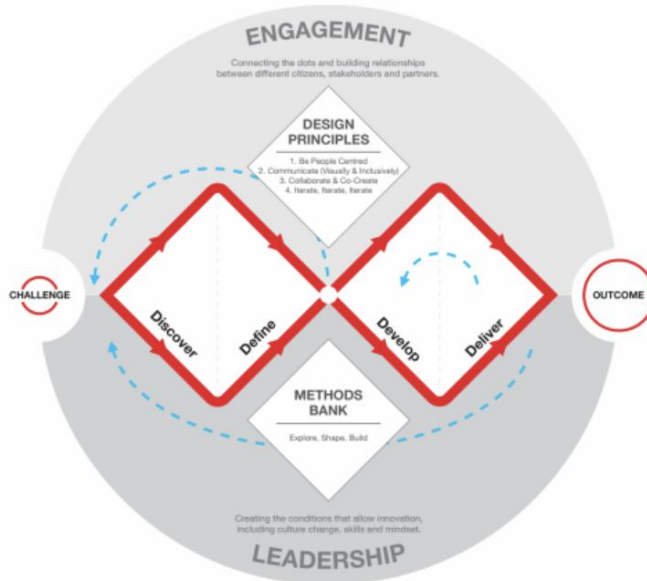 ENGAGEMENT
Connecting the dots and building relationships
between different citizens, stakeholders and partners.
DESIGN
PRINCIPLES
1. Be People Centred
2. Communicate (Visually & Inclusively)
3. Collaborate & Co-Create
4. Iterate, Iterate, Iterate
CHALLENGE
OUTCOME
Discover
Define
Develop
Deliver
METHODS
BANK
Explore, Shape, Build
Creating the conditions that allow innovation,
including culture change, skills and mindset.
LEADERSHIP